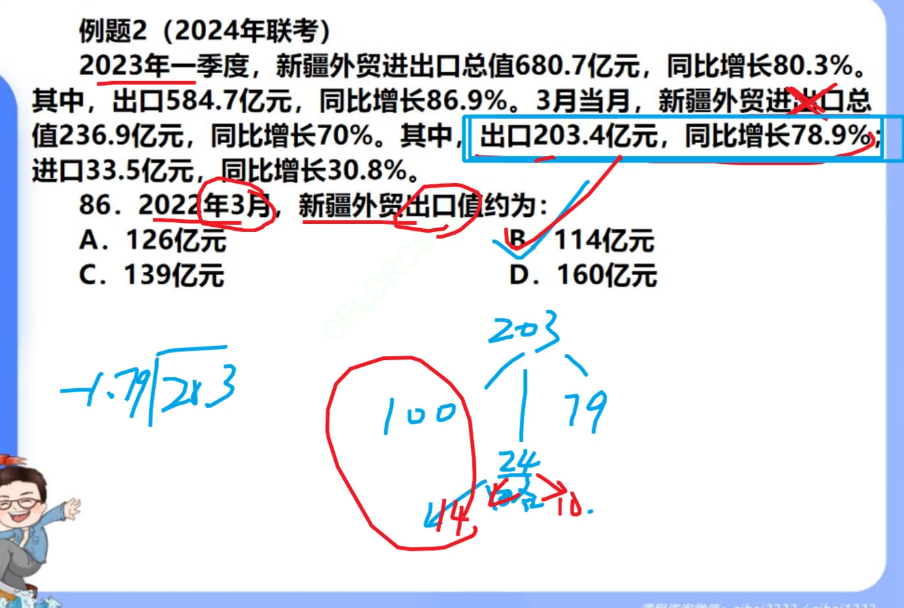 例题2（2024年联考）
2023年一季度，新疆外贸进出口总值680.7亿元，同比增长80.3%。
其中，出口584.7亿元，同比增长86.9%。3月当月，新疆外贸进出口总
值236.9亿元，同比增长70%。其中，出口203.4亿元，同比增长78.9%；
进口33.5亿元，同比增长30.8%。
86．2022年3月，新疆外贸出口值约为：
A．126亿元 B．114亿元
C．139亿元 D．160亿元
203
1.79 203
100 79
24
14 10.